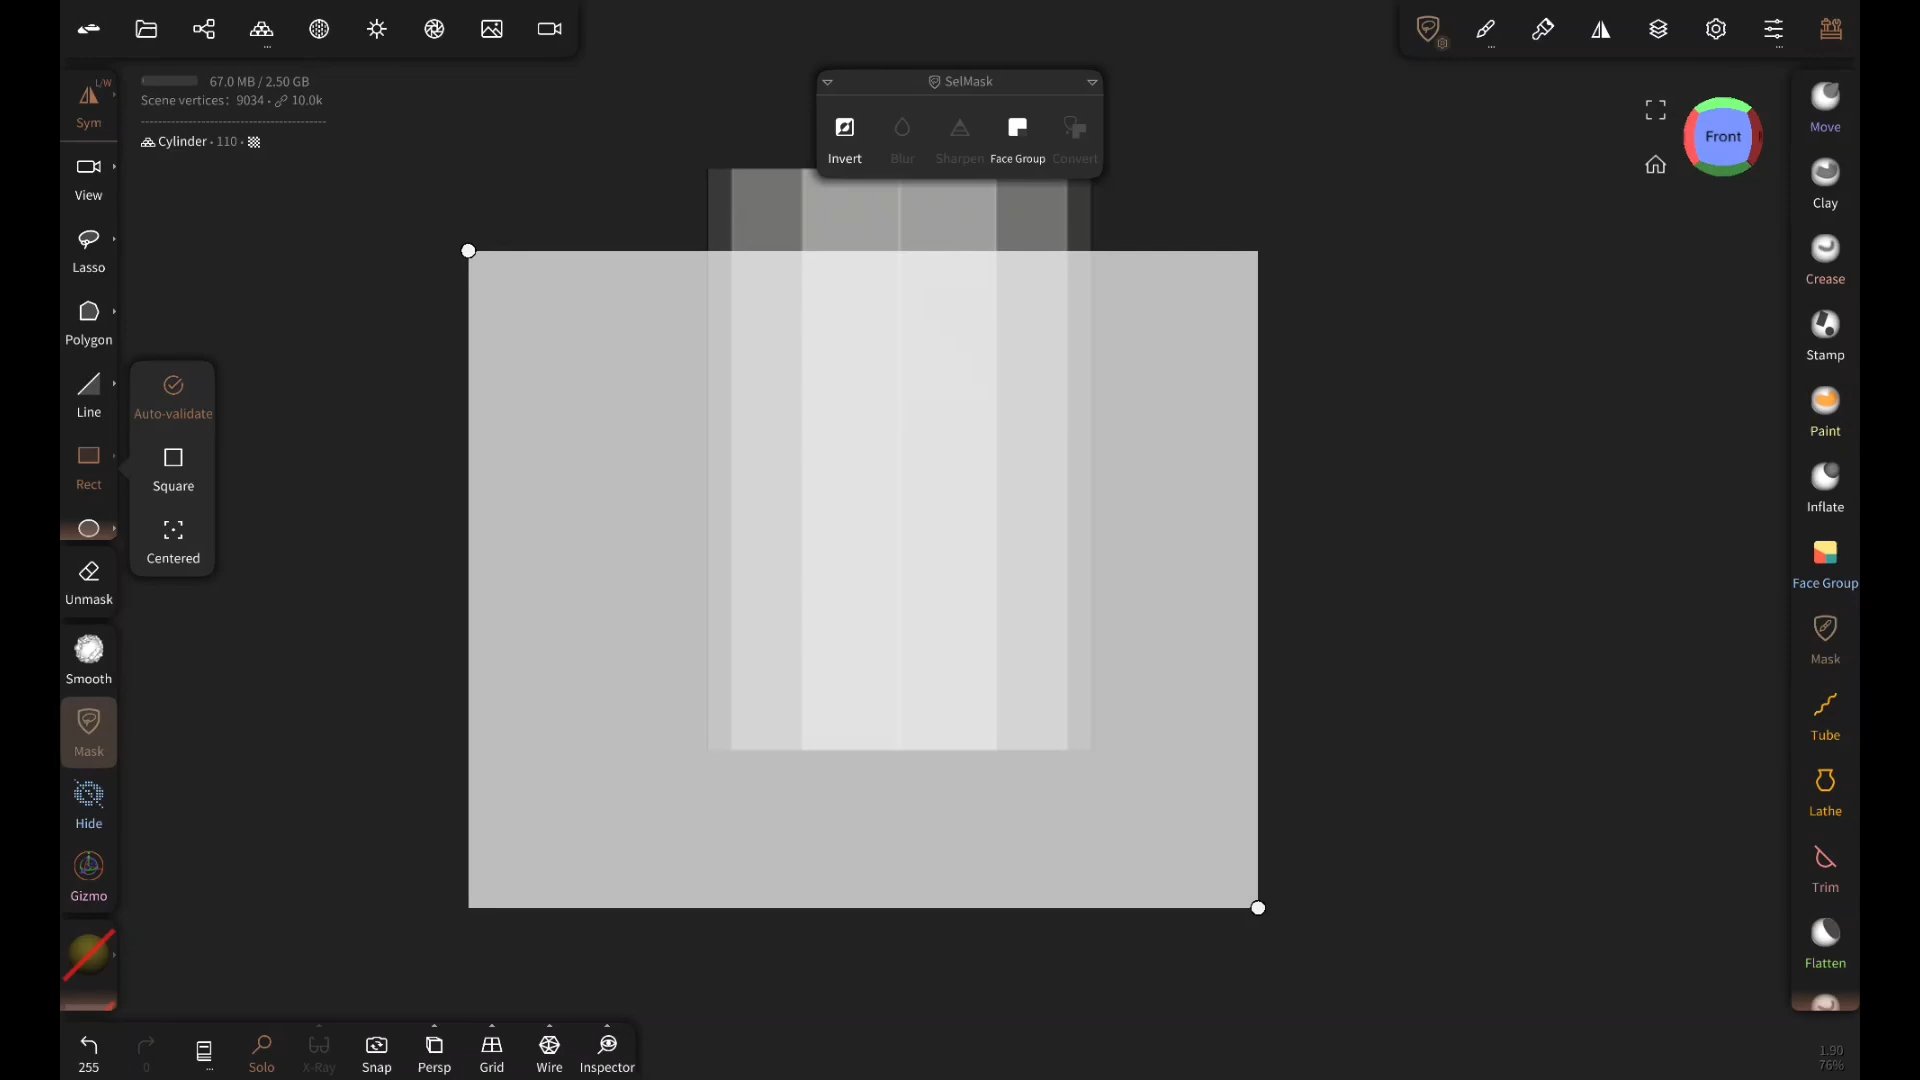 67.0 MB / 2.50 GB
Scene vertices: 9034 • 10.0k
Cylinder • 110 •
SelMask
Invert
Blur
Sharpen
Face Group
Convert
L/W
Sym
View
Lasso
Polygon
Line
Rect
Auto-validate
Square
Centered
Unmask
Smooth
Mask
Hide
Gizmo
Front
Move
Clay
Crease
Stamp
Paint
Inflate
Face Group
Mask
Tube
Lathe
Trim
Flatten
255
0
Solo
X-Ray
Snap
Persp
Grid
Wire
Inspector
1.90
76%